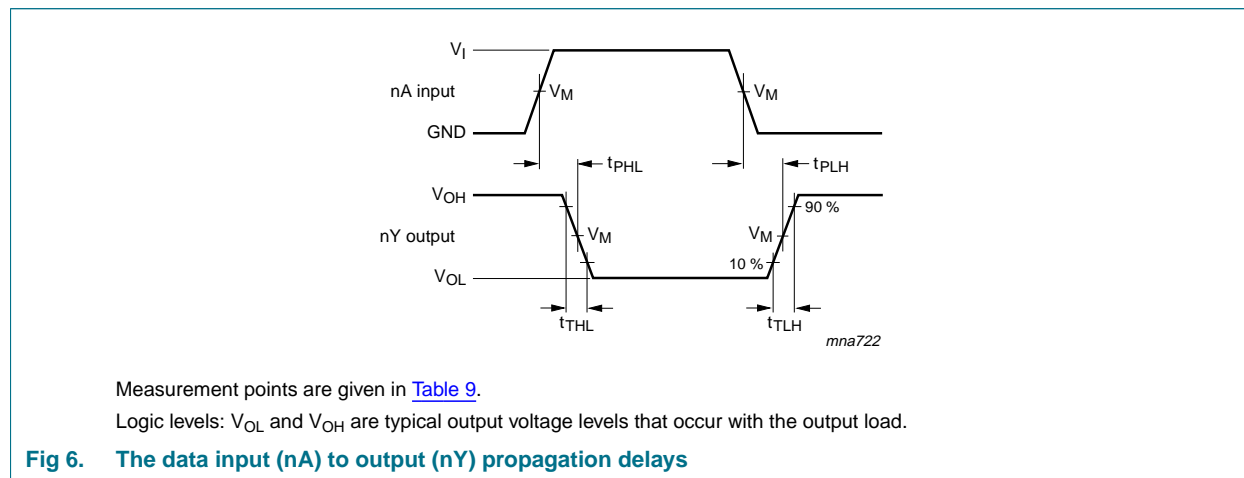 VI
nA input
VM
VM
GND
tPHL
tPLH
VOH
90 %
nY output
VM
VM
10 %
VOL
tTHL
tTLH
mna722
Measurement points are given in Table 9.
Logic levels: VOL and VOH are typical output voltage levels that occur with the output load.
Fig 6. The data input (nA) to output (nY) propagation delays